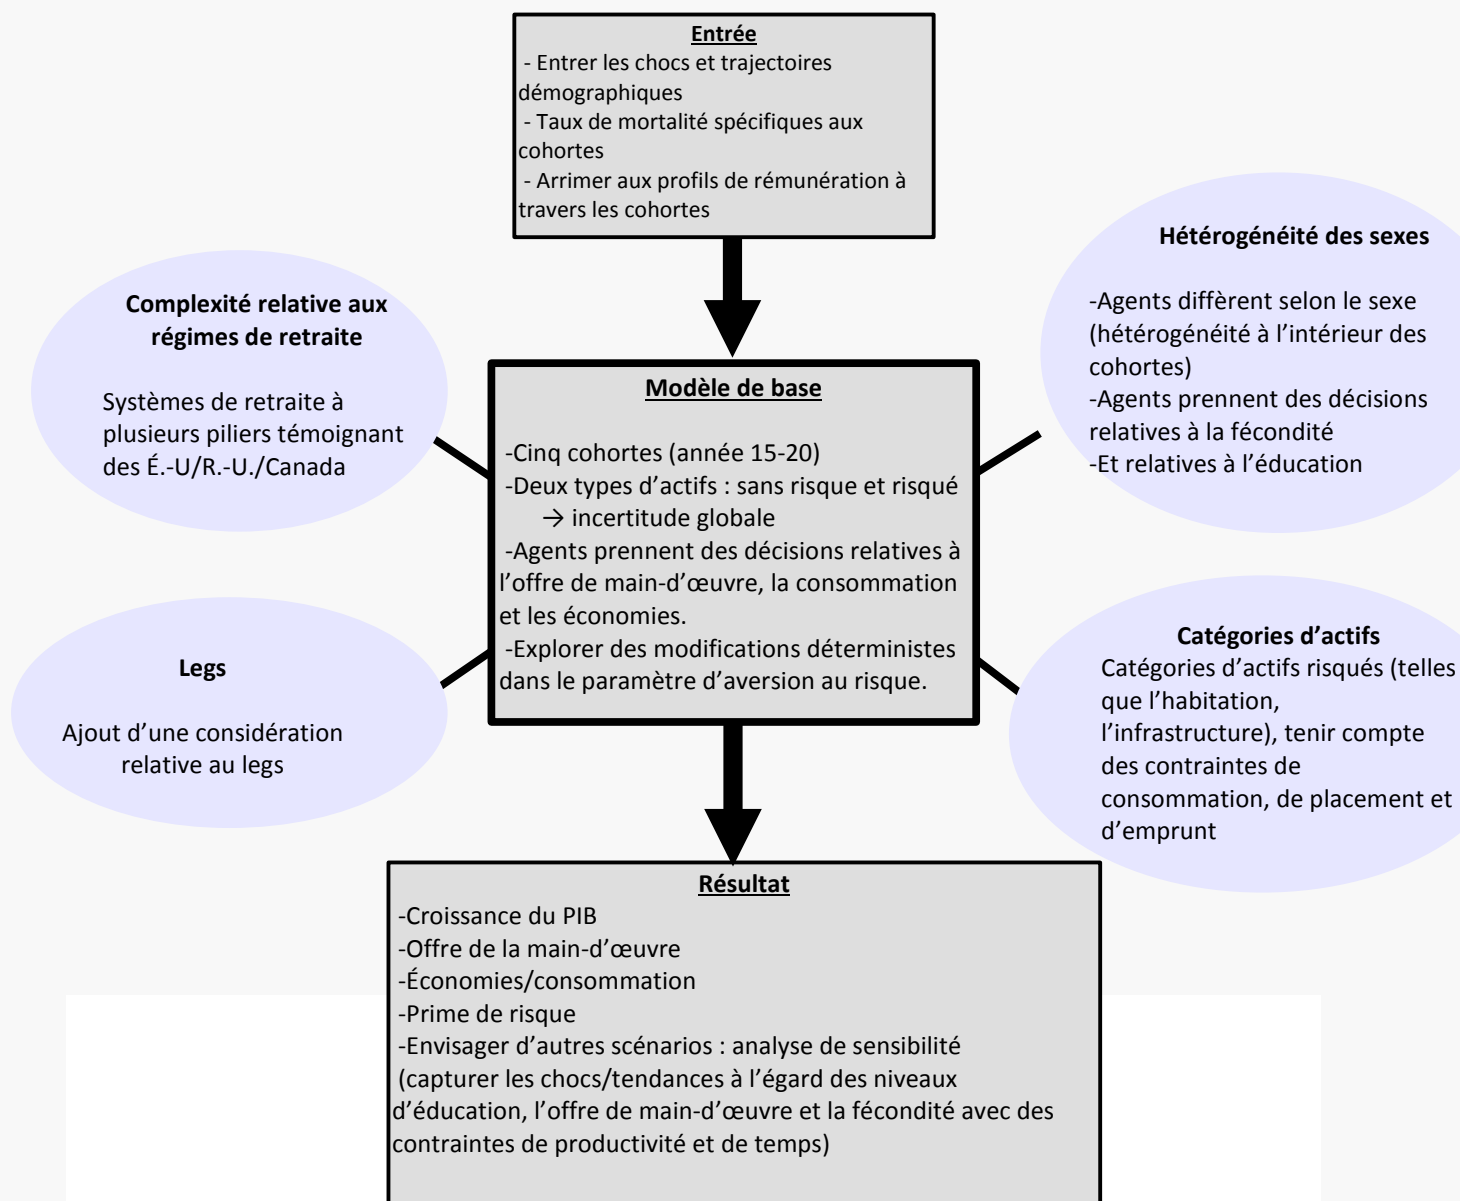 Entrée
- Entrer les chocs et trajectoires
démographiques
- Taux de mortalité spécifiques aux
cohortes
- Arrimer aux profils de rémunération à
travers les cohortes
Complexité relative aux
régimes de retraite
Systèmes de retraite à
plusieurs piliers témoignant
des É.-U/R.-U./Canada
Hétérogénéité des sexes
-Agents diffèrent selon le sexe
(hétérogénéité à l’intérieur des
cohortes)
-Agents prennent des décisions
relatives à la fécondité
-Et relatives à l’éducation
Modèle de base
-Cinq cohortes (année 15-20)
-Deux types d’actifs : sans risque et risqué
→ incertitude globale
-Agents prennent des décisions relatives à
l’offre de main-d’œuvre, la consommation
et les économies.
-Explorer des modifications déterministes
dans le paramètre d’aversion au risque.
Legs
Ajout d’une considération
relative au legs
Catégories d’actifs
Catégories d’actifs risqués (telles
que l’habitation,
l’infrastructure), tenir compte
des contraintes de
consommation, de placement et
d’emprunt
Résultat
-Croissance du PIB
-Offre de la main-d’œuvre
-Économies/consommation
-Prime de risque
-Envisager d’autres scénarios : analyse de sensibilité
(capturer les chocs/tendances à l’égard des niveaux
d’éducation, l’offre de main-d’œuvre et la fécondité avec des
contraintes de productivité et de temps)